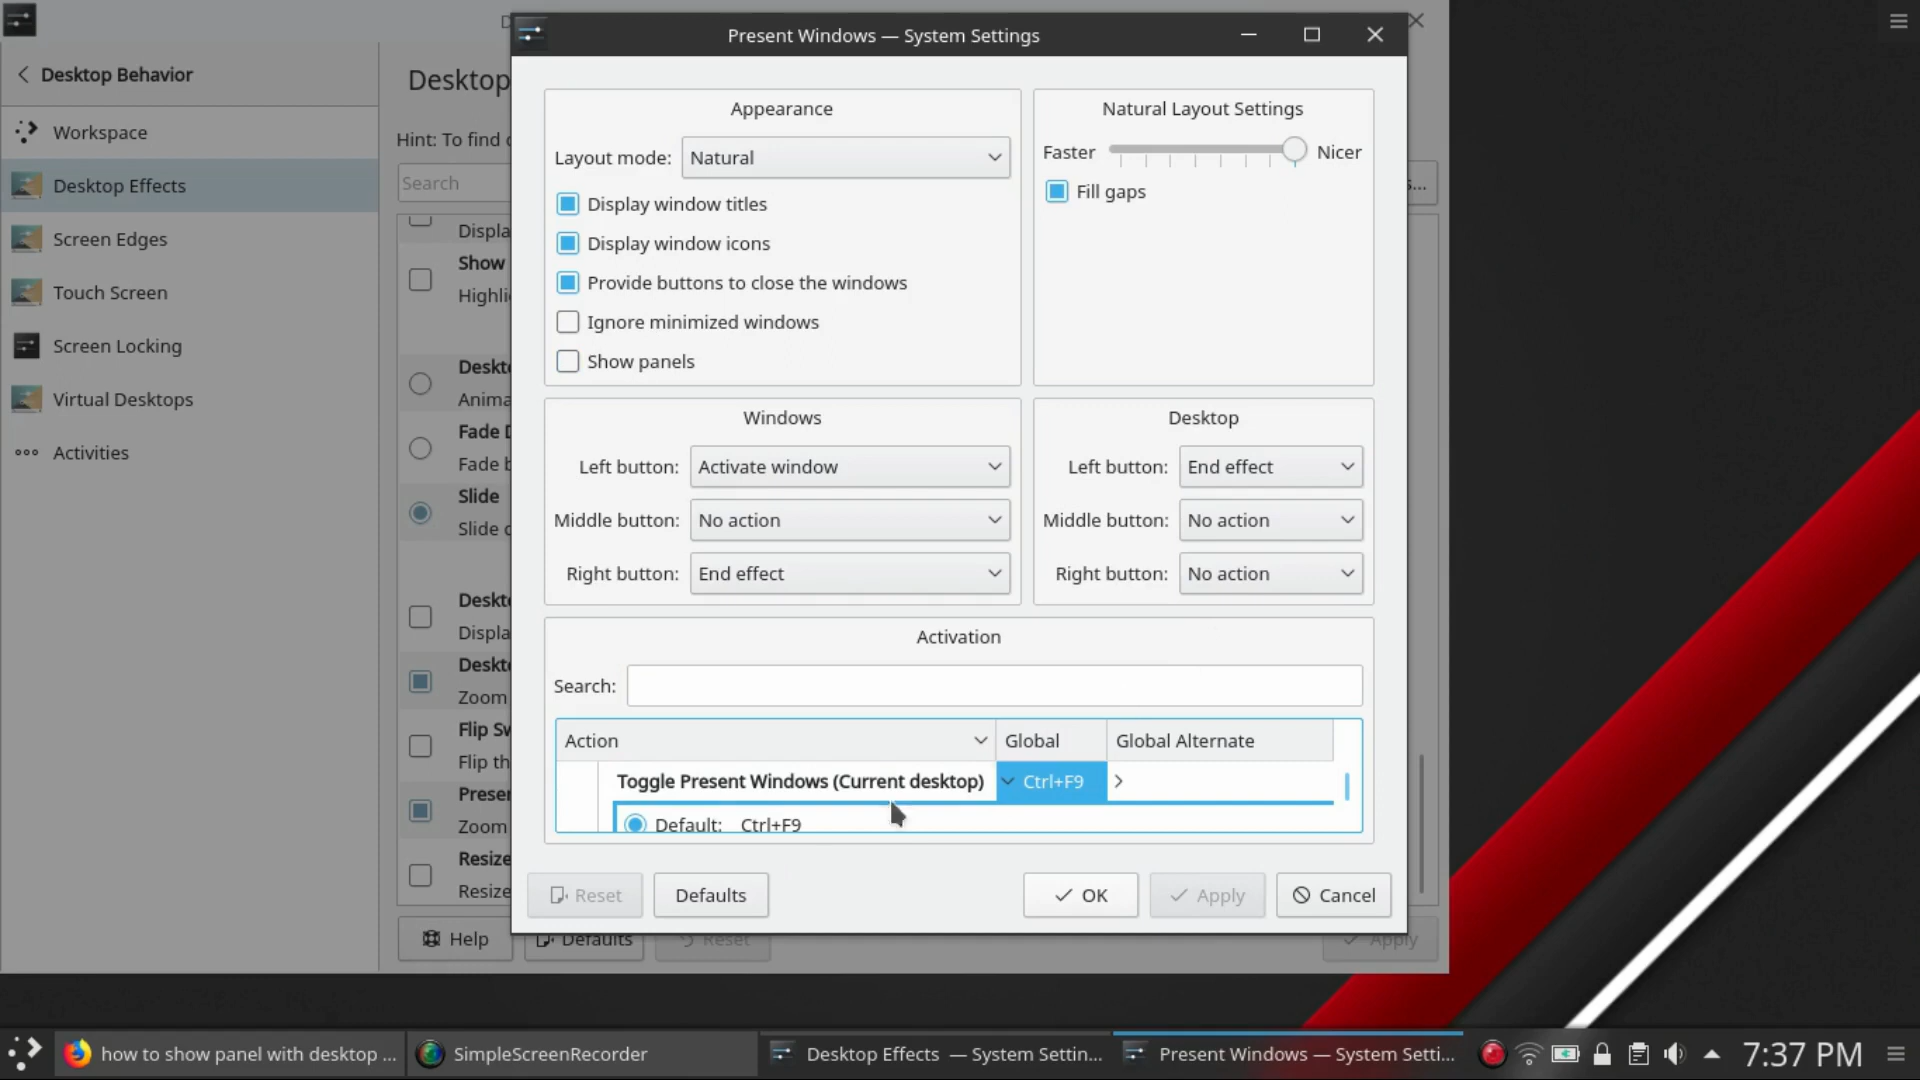 D
Present Windows — System Settings
Desktop Behavior
Desktop
Workspace
Hint: To find
Desktop Effects
Search
Screen Edges
Touch Screen
Screen Locking
Virtual Desktops
Activities
Displa
Show
Highli
Deskto
Anima
Fade D
Fade b
Slide
Slide
Deskto
Displa
Deskto
Zoom
Flip Sw
Flip th
Presen
Zoom
Resize
Resize
Help
Defaults
Reset
Apply
s...
Appearance
Layout mode: Natural
Display window titles
Display window icons
Provide buttons to close the windows
Ignore minimized windows
Show panels
Natural Layout Settings
Faster Nicer
Fill gaps
Windows
Left button: Activate window
Middle button: No action
Right button: End effect
Desktop
Left button: End effect
Middle button: No action
Right button: No action
Activation
Search:
Action Global Global Alternate
Toggle Present Windows (Current desktop) Ctrl+F9
Default: Ctrl+F9
Reset Defaults OK Apply Cancel
how to show panel with desktop ...
SimpleScreenRecorder
Desktop Effects — System Settin...
Present Windows — System Setti...
7:37 PM